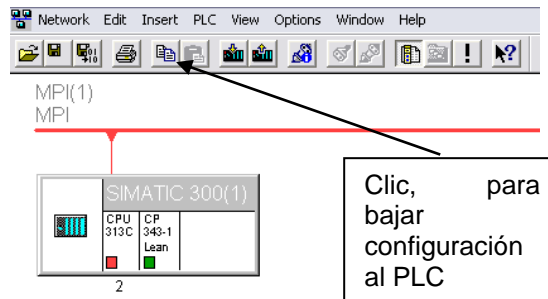 Network Edit Insert PLC View Options Window Help
MPI(1)
MPI
SIMATIC 300(1)
CPU
313C
CP
343-1
Lean
2
Clic, para
bajar
configuración
al PLC